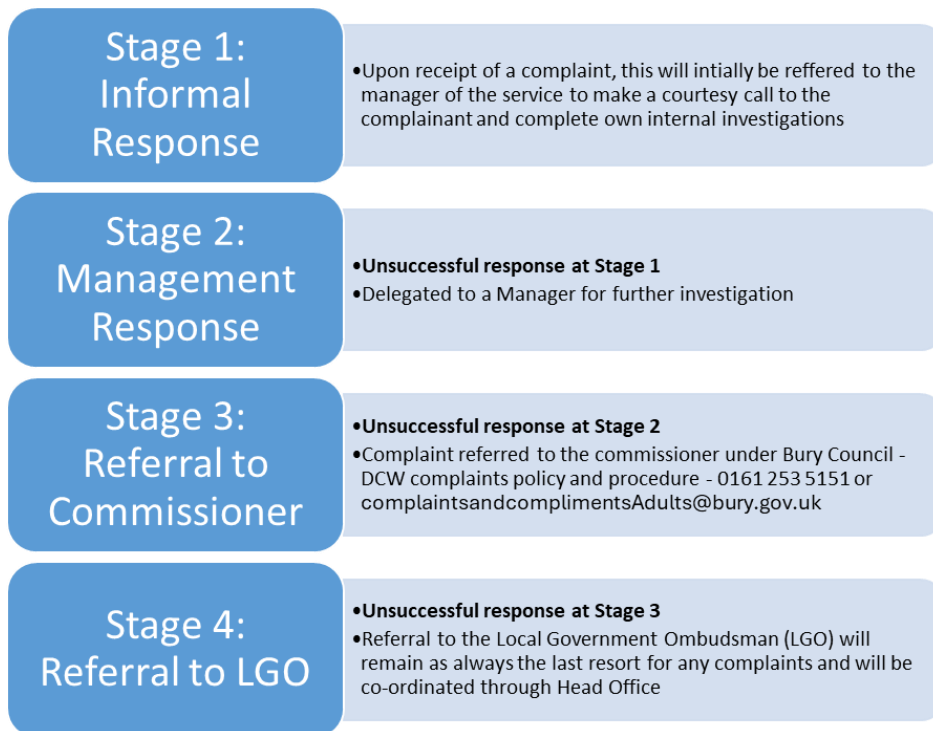 Stage 1:
Informal
Response
•Upon receipt of a complaint, this will intially be reffered to the
manager of the service to make a courtesy call to the
complainant and complete own internal investigations
Stage 2:
Management
Response
•Unsuccessful response at Stage 1
•Delegated to a Manager for further investigation
Stage 3:
Referral to
Commissioner
•Unsuccessful response at Stage 2
•Complaint referred to the commissioner under Bury Council -
DCW complaints policy and procedure - 0161 253 5151 or
complaintsandcomplimentsAdults@bury.gov.uk
Stage 4:
Referral to LGO
•Unsuccessful response at Stage 3
•Referral to the Local Government Ombudsman (LGO) will
remain as always the last resort for any complaints and will be
co-ordinated through Head Office